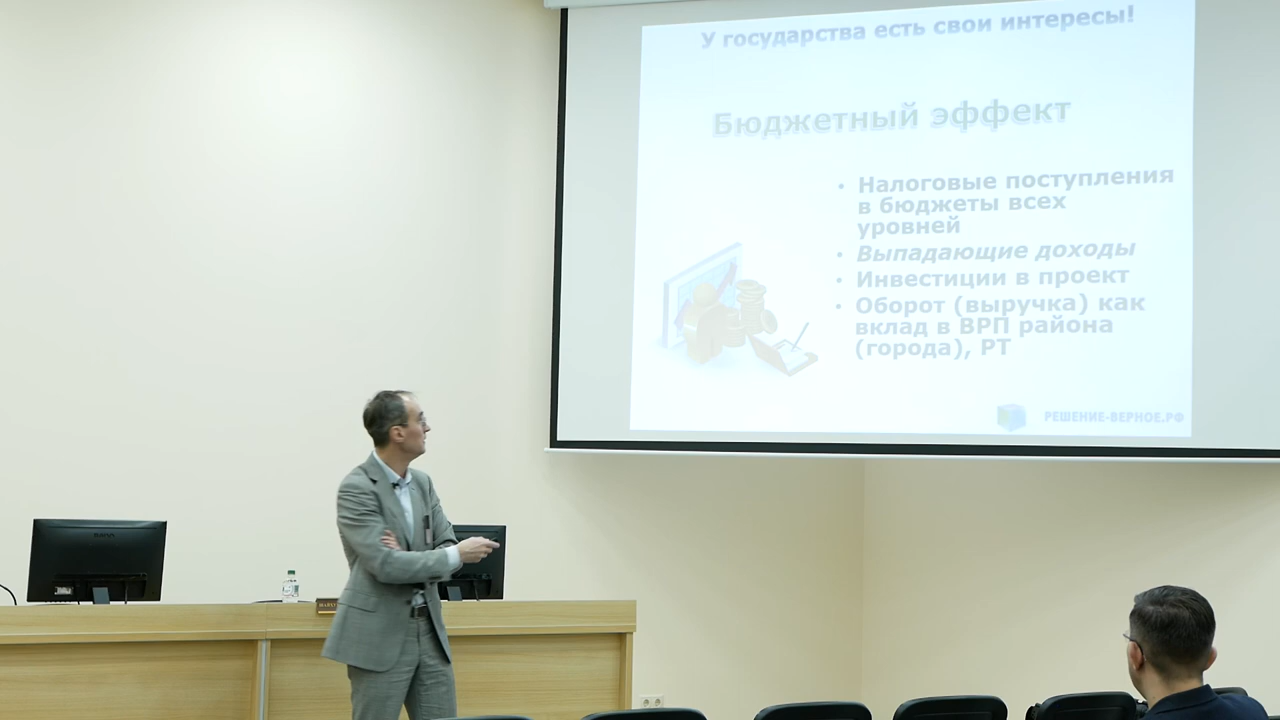 У государства есть свои интересы!
Бюджетный эффект
• Налоговые поступления
в бюджеты всех
уровней
• Выпадающие доходы
• Инвестиции в проект
• Оборот (выручка) как
вклад в ВРП района
(города), РТ
РЕШЕНИЕ-ВЕРНОЕ.РФ